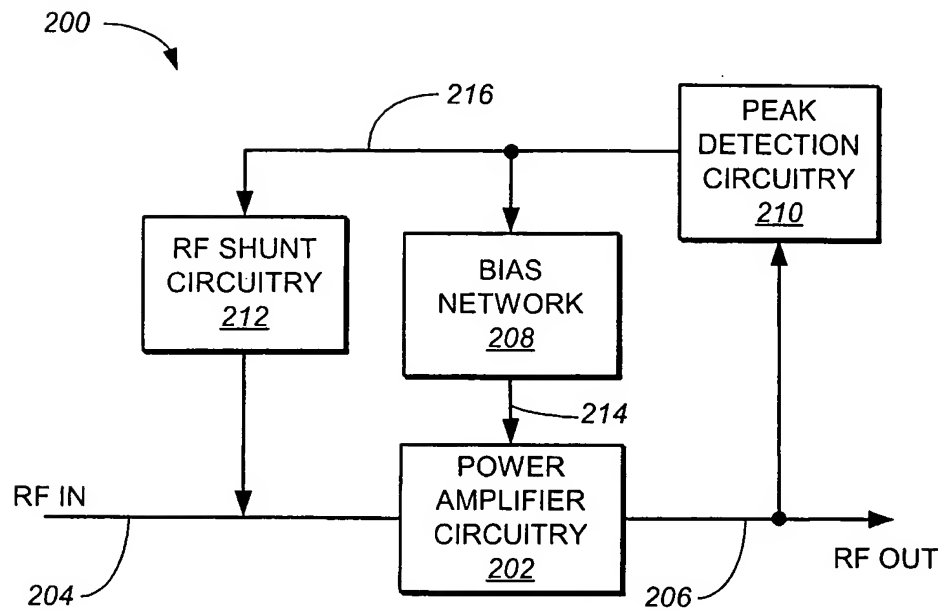 200
216
PEAK
DETECTION
CIRCUITRY
210
RF SHUNT
CIRCUITRY
212
BIAS
NETWORK
208
214
RF IN
POWER
AMPLIFIER
CIRCUITRY
202
RF OUT
204
206